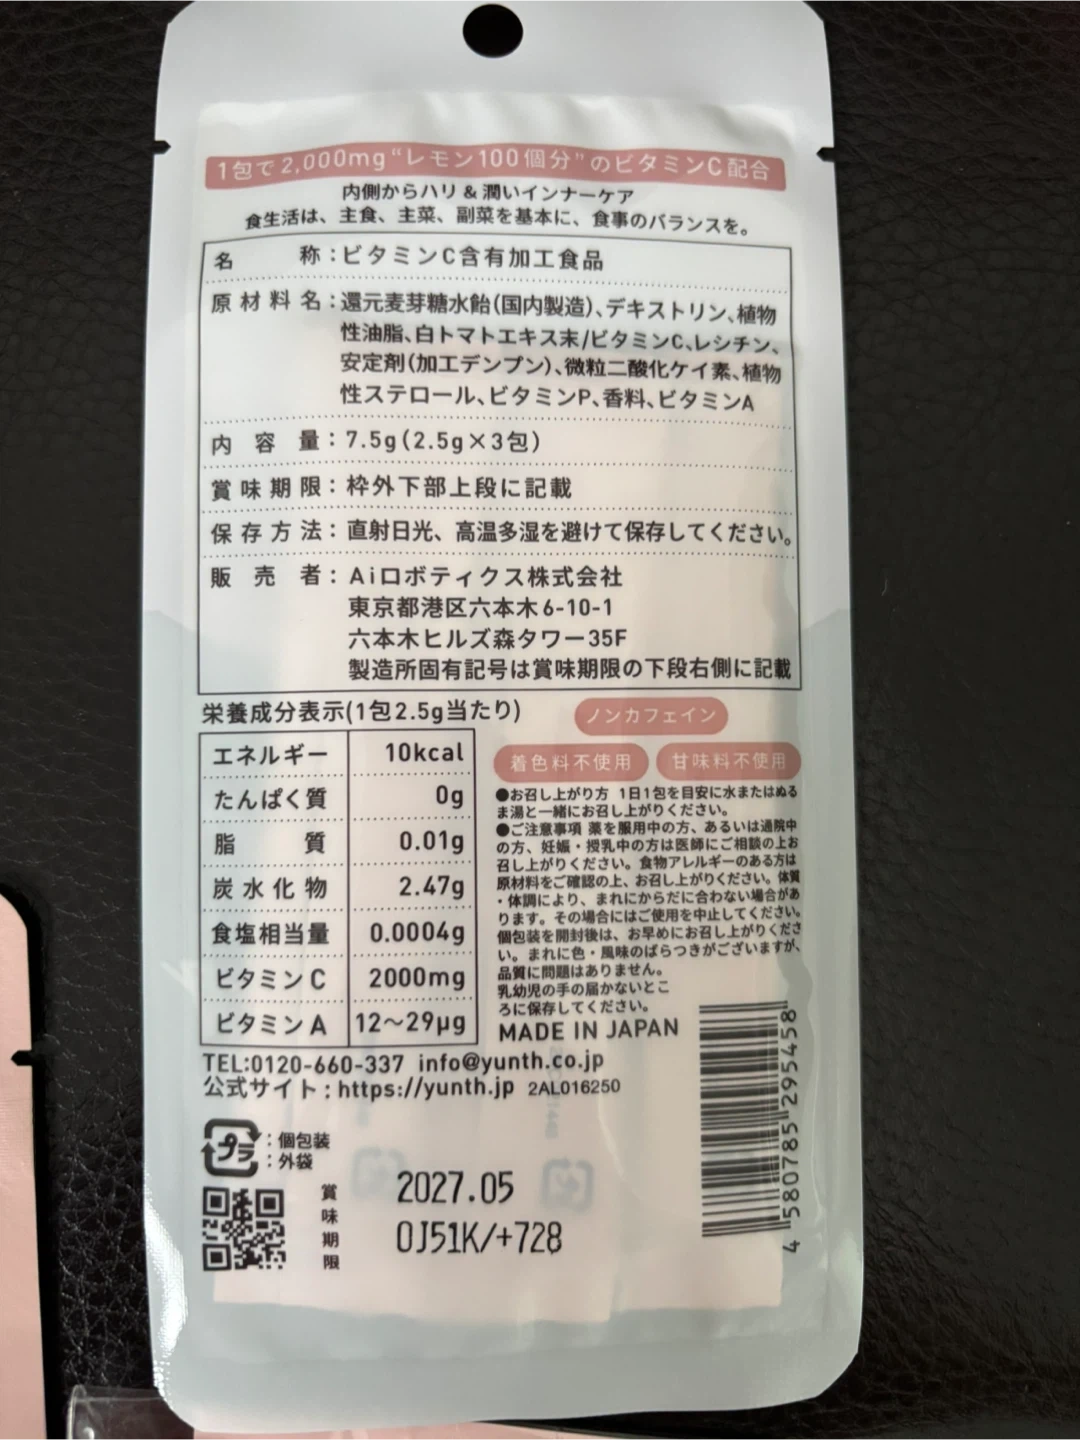 1包で2,000mg“レモン100個分”のビタミンC配合
内側からハリ＆潤いインナーケア
食生活は、主食、主菜、副菜を基本に、食事のバランスを。
名称：ビタミンC含有加工食品
原材料名：還元麦芽糖水飴(国内製造)、デキストリン、植物
性油脂、白トマトエキス末/ビタミンC、レシチン、
安定剤(加工デンプン)、微粒二酸化ケイ素、植物
性ステロール、ビタミンP、香料、ビタミンA
内容量：7.5g(2.5g×3包)
賞味期限：枠外下部上段に記載
保存方法：直射日光、高温多湿を避けて保存してください。
販売者：Aiロボティクス株式会社
東京都港区六本木6-10-1
六本木ヒルズ森タワー35F
製造所固有記号は賞味期限の下段右側に記載
栄養成分表示(1包2.5g当たり)
エネルギー 10kcal
たんぱく質 0g
脂質 0.01g
炭水化物 2.47g
食塩相当量 0.0004g
ビタミンC 2000mg
ビタミンA 12～29μg
ノンカフェイン
着色料不使用 甘味料不使用
●お召し上がり方 1日1包を目安に水またはぬる
ま湯と一緒にお召し上がりください。
●ご注意事項 薬を服用中の方、あるいは通院中
の方、妊娠・授乳中の方は医師にご相談の上お
召し上がりください。食物アレルギーのある方は
原材料をご確認の上、お召し上がりください。体質
・体調により、まれにからだに合わない場合があ
ります。その場合にはご使用を中止してください。
個包装を開封後は、お早めにお召し上がりくださ
い。まれに色・風味のばらつきがございますが、
品質に問題はありません。
乳幼児の手の届かないとこ
ろに保存してください。
MADE IN JAPAN
TEL:0120-660-337 info@yunth.co.jp
公式サイト：https://yunth.jp 2AL016250
プラ：個包装
：外袋
賞味期限
2027.05
OJ51K/+728
4 580785 295458